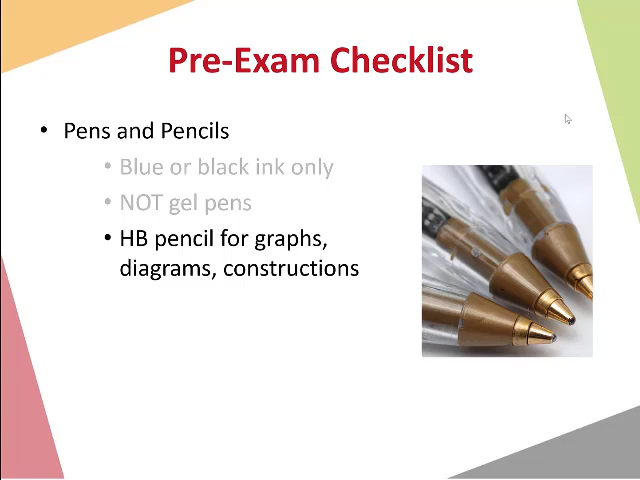 Pre-Exam Checklist
• Pens and Pencils
• Blue or black ink only
• NOT gel pens
• HB pencil for graphs,
diagrams, constructions